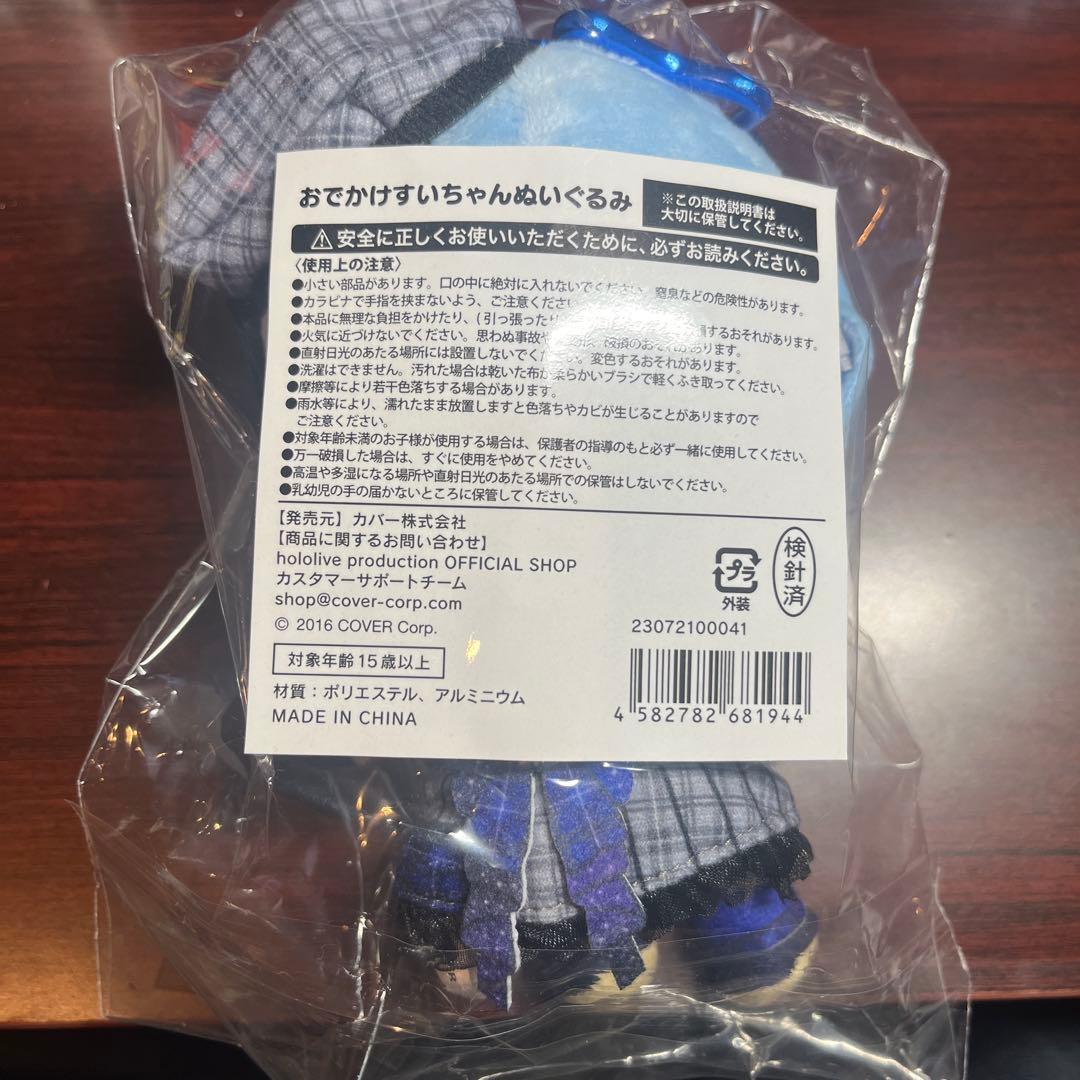 おでかけすいちゃんぬいぐるみ
※この取扱説明書は
大切に保管してください。
⚠安全に正しくお使いいただくために、必ずお読みください。
〈使用上の注意〉
●小さい部品があります。口の中に絶対に入れないでください。窒息などの危険性があります。
●カラビナで手指を挟まないよう、ご注意ください
●本品に無理な負担をかけたり、(引っ張ったり するおそれがあります。
●火気に近づけないでください。思わぬ事故や 破損のおそれがあります。
●直射日光のあたる場所には設置しないでください。変色するおそれがあります。
●洗濯はできません。汚れた場合は乾いた布か柔らかいブラシで軽くふき取ってください。
●摩擦等により若干色落ちする場合があります。
●雨水等により、濡れたまま放置しますと色落ちやカビが生じることがありますので
ご注意ください。
●対象年齢未満のお子様が使用する場合は、保護者の指導のもと必ず一緒に使用してください。
●万一破損した場合は、すぐに使用をやめてください。
●高温や多湿になる場所や直射日光のあたる場所での保管はしないでください。
●乳幼児の手の届かないところに保管してください。
【発売元】カバー株式会社
【商品に関するお問い合わせ】
hololive production OFFICIAL SHOP
カスタマーサポートチーム
shop@cover-corp.com
© 2016 COVER Corp.
対象年齢15歳以上
材質：ポリエステル、アルミニウム
MADE IN CHINA
プラ
外装
検針済
23072100041
4 582782 681944